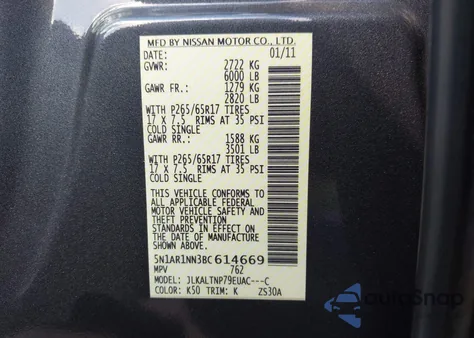 MFD BY NISSAN MOTOR CO., LTD.
DATE: 01/11
GVWR: 2722 KG
6000 LB
GAWR FR.: 1279 KG
2820 LB
WITH P265/65R17 TIRES
17 X 7.5 RIMS AT 35 PSI
COLD SINGLE
GAWR RR.: 1588 KG
3501 LB
WITH P265/65R17 TIRES
17 X 7.5 RIMS AT 35 PSI
COLD SINGLE
THIS VEHICLE CONFORMS TO
ALL APPLICABLE FEDERAL
MOTOR VEHICLE SAFETY AND
THEFT PREVENTION
STANDARDS IN EFFECT ON
THE DATE OF MANUFACTURE
SHOWN ABOVE.
5N1AR1NN3BC614669
MPV 762
MODEL: JLKALTNP79EUAC---C
COLOR: K50 TRIM: K ZS30A
AutoSnap